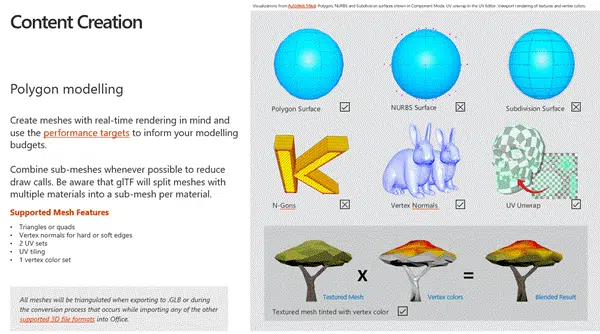 Visualizations from Autodesk Maya: Polygon, NURBS and Subdivision surfaces shown in Component Mode. UV unwrap in the UV Editor. Viewport rendering of textures and vertex colors.
Content Creation
Polygon modelling
Create meshes with real-time rendering in mind and
use the performance targets to inform your modelling
budgets.
Combine sub-meshes whenever possible to reduce
draw calls. Be aware that glTF will split meshes with
multiple materials into a sub-mesh per material.
Supported Mesh Features
• Triangles or quads
• Vertex normals for hard or soft edges
• 2 UV sets
• UV tiling
• 1 vertex color set
All meshes will be triangulated when exporting to .GLB or during
the conversion process that occurs while importing any of the other
supported 3D file formats into Office.
Polygon Surface
NURBS Surface
Subdivision Surface
N-Gons
Vertex Normals
UV Unwrap
X
=
Textured Mesh
Vertex colors
Blended Result
Textured mesh tinted with vertex color